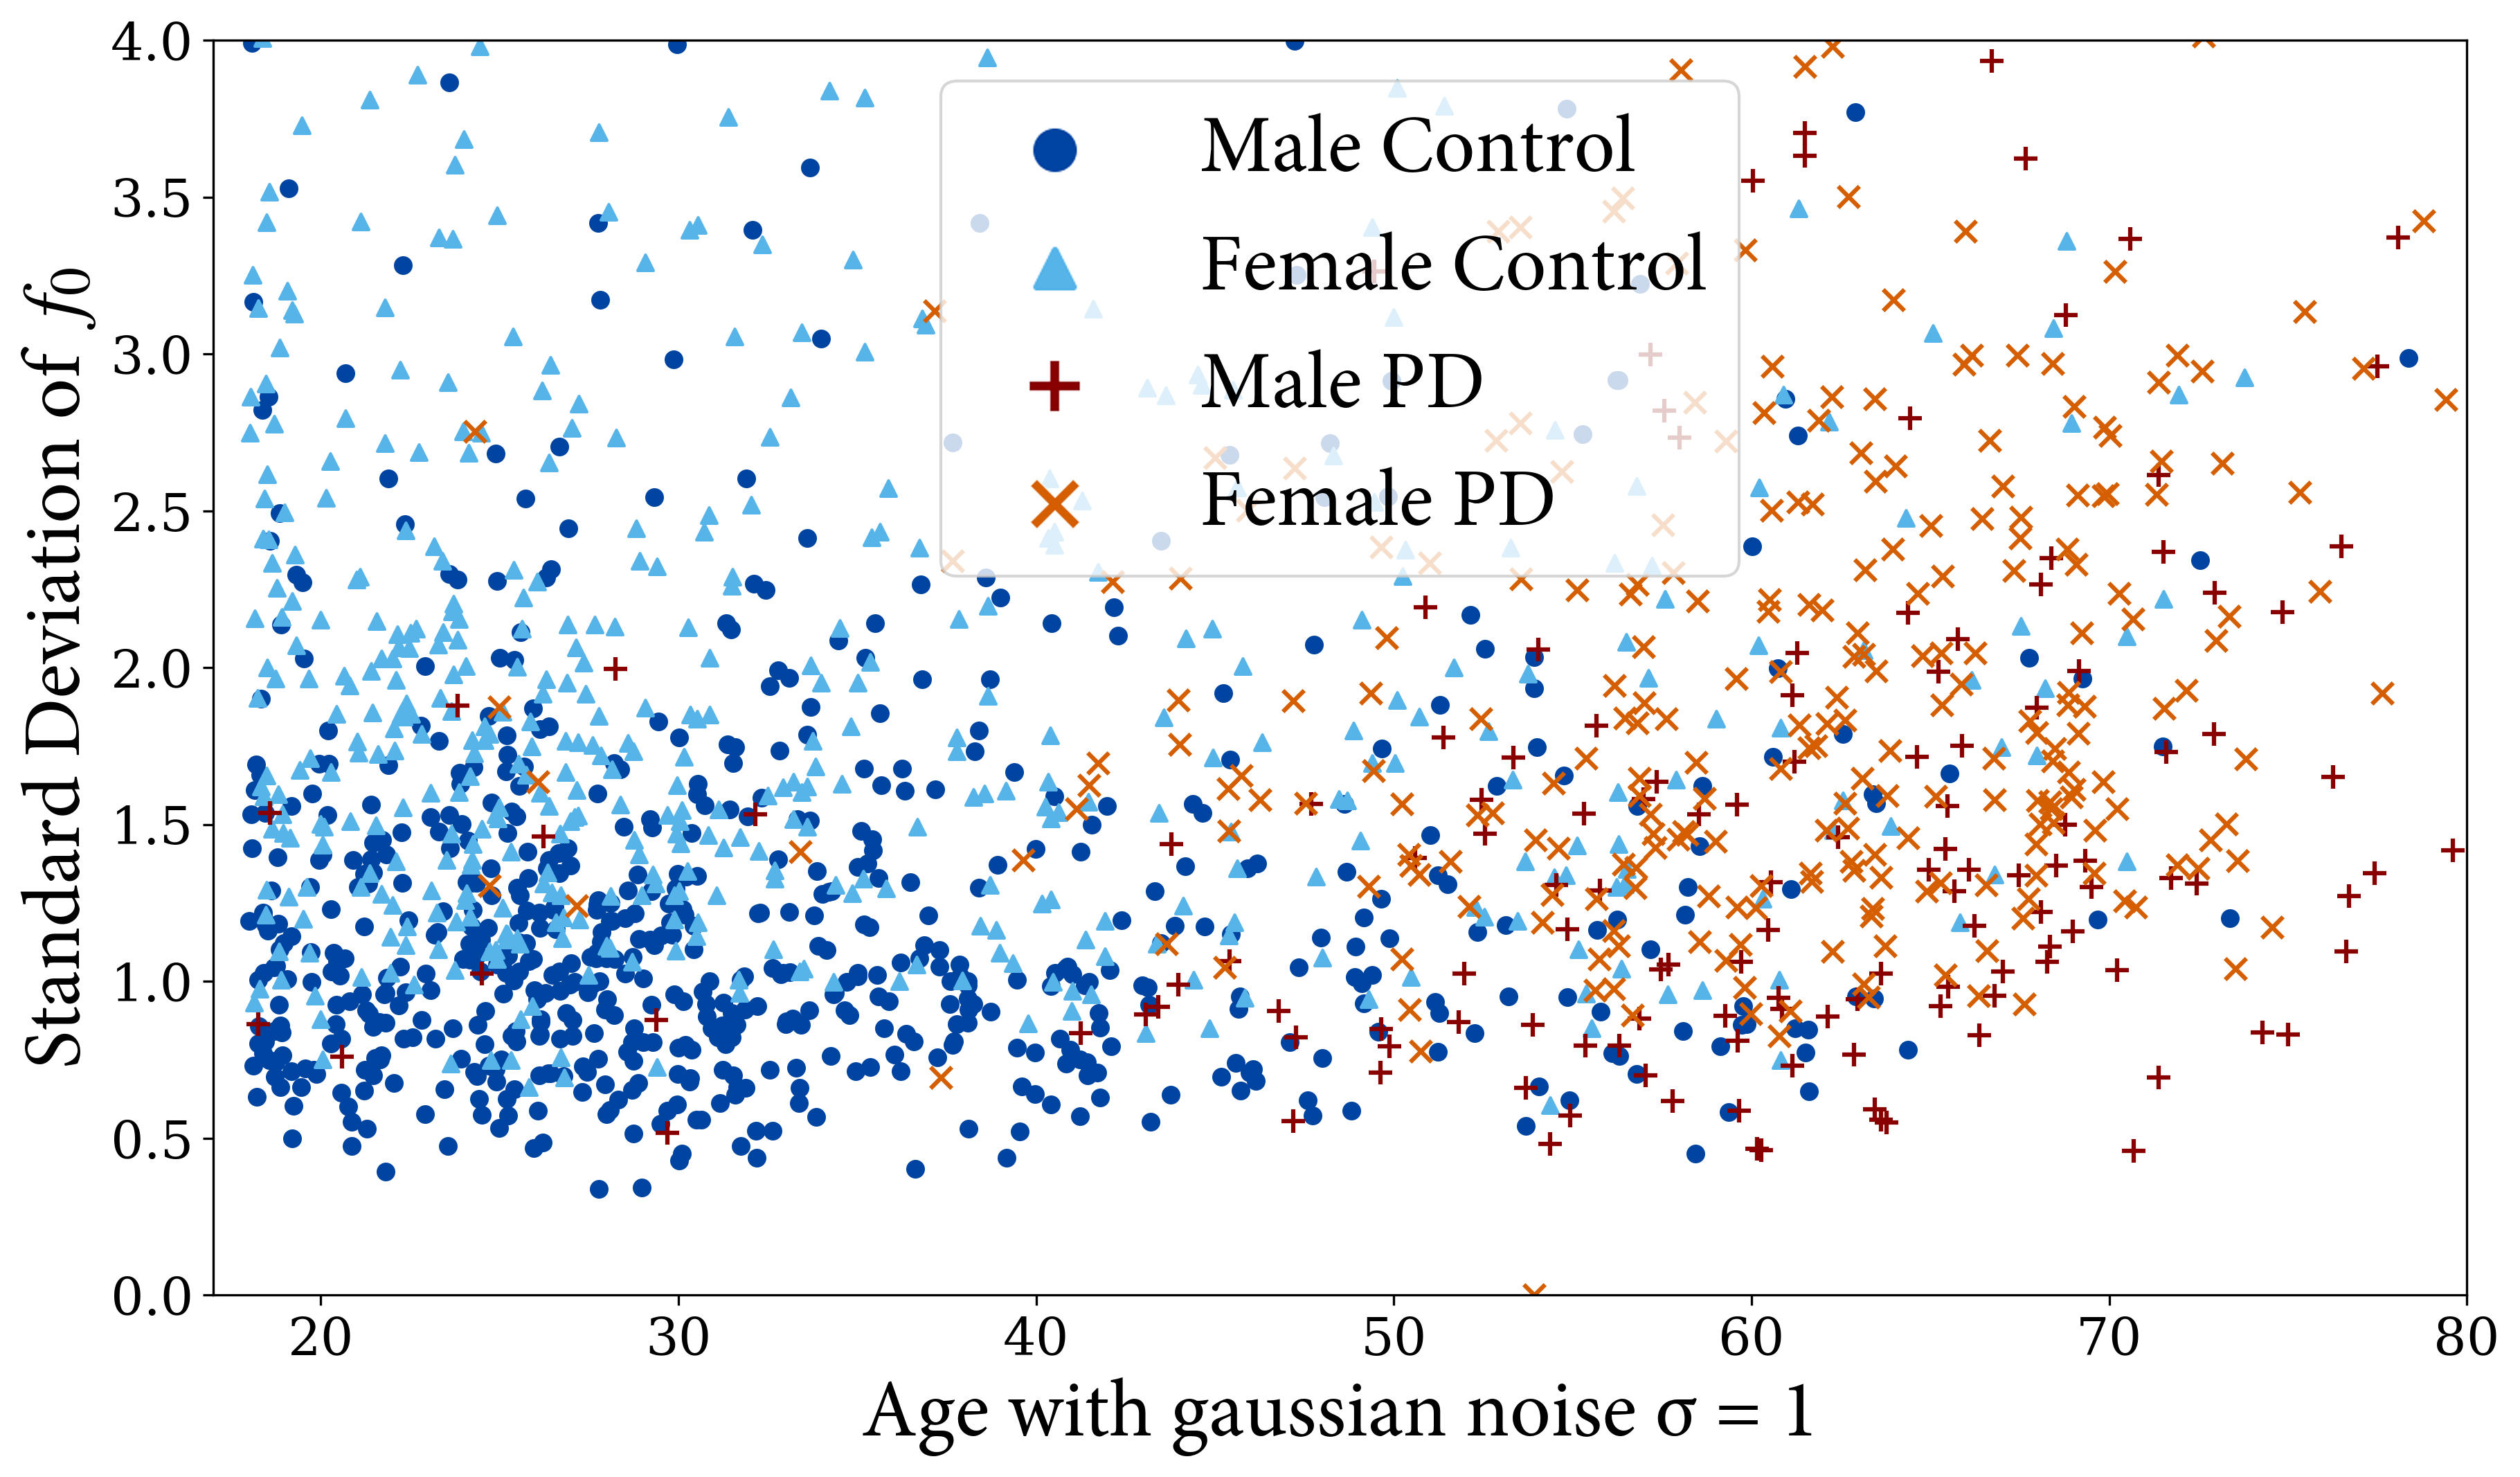 4.0
3.5
3.0
2.5
2.0
1.5
1.0
0.5
0.0
Standard Deviation of f0
Male Control
Female Control
Male PD
Female PD
20 30 40 50 60 70 80
Age with gaussian noise σ = 1